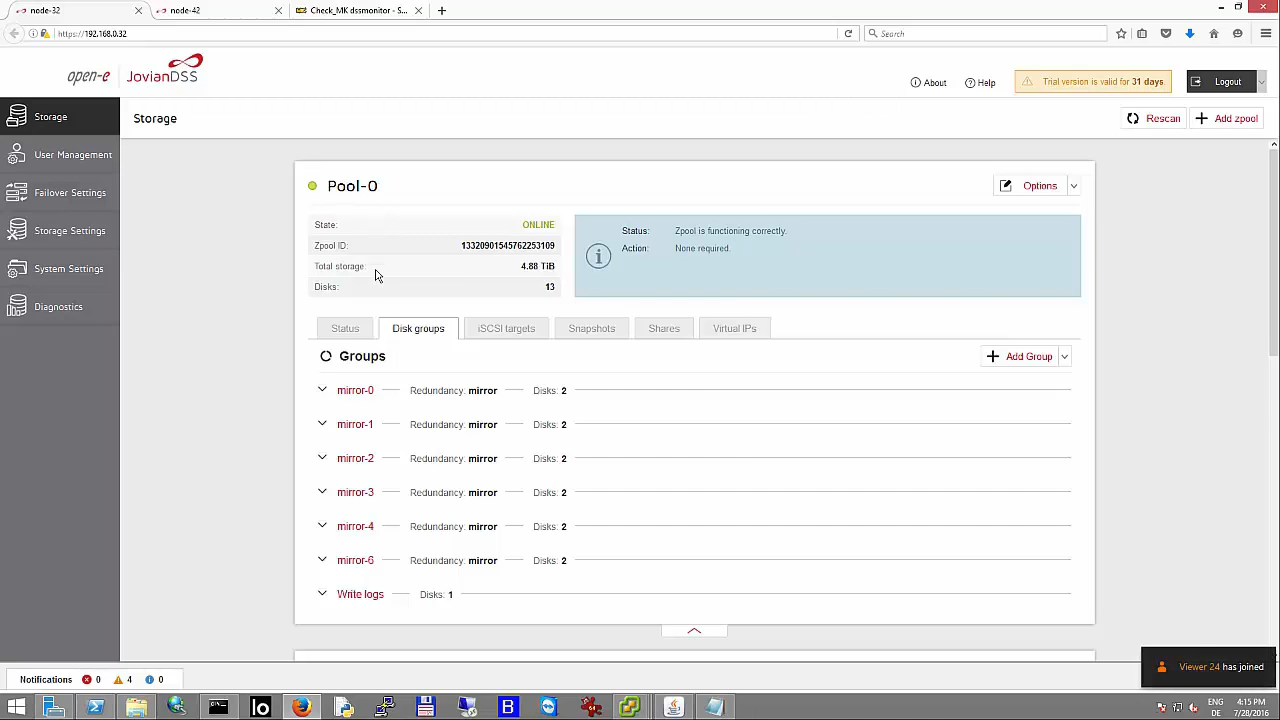 node-32
node-42
Check_MK dssmonitor - S...
https://192.168.0.32
Search
open-e
JovianDSS
About
Help
Trial version is valid for 31 days.
Logout
Storage
User Management
Failover Settings
Storage Settings
System Settings
Diagnostics
Storage
Rescan
Add zpool
Pool-0
Options
State: ONLINE
Zpool ID: 13320901545762253109
Total storage: 4.88 TiB
Disks: 13
Status: Zpool is functioning correctly.
Action: None required.
Status
Disk groups
iSCSI targets
Snapshots
Shares
Virtual IPs
Groups
Add Group
mirror-0 Redundancy: mirror Disks: 2
mirror-1 Redundancy: mirror Disks: 2
mirror-2 Redundancy: mirror Disks: 2
mirror-3 Redundancy: mirror Disks: 2
mirror-4 Redundancy: mirror Disks: 2
mirror-6 Redundancy: mirror Disks: 2
Write logs Disks: 1
Viewer 24 has joined
Notifications 0 4 0
Io
B
ENG
DE
4:15 PM
7/28/2016